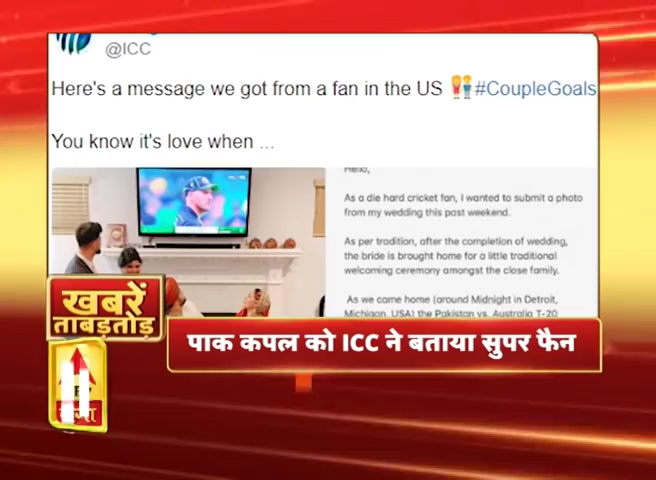 @ICC
Here's a message we got from a fan in the US #CoupleGoals
You know it's love when ...
Hello,
As a die hard cricket fan, I wanted to submit a photo
from my wedding this past weekend.
As per tradition, after the completion of wedding,
the bride is brought home for a little traditional
welcoming ceremony amongst the close family.
As we came home (around Midnight in Detroit,
Michigan, USA) the Pakistan vs. Australia T-20
खबरें
ताबड़तोड़
पाक कपल को ICC ने बताया सुपर फैन